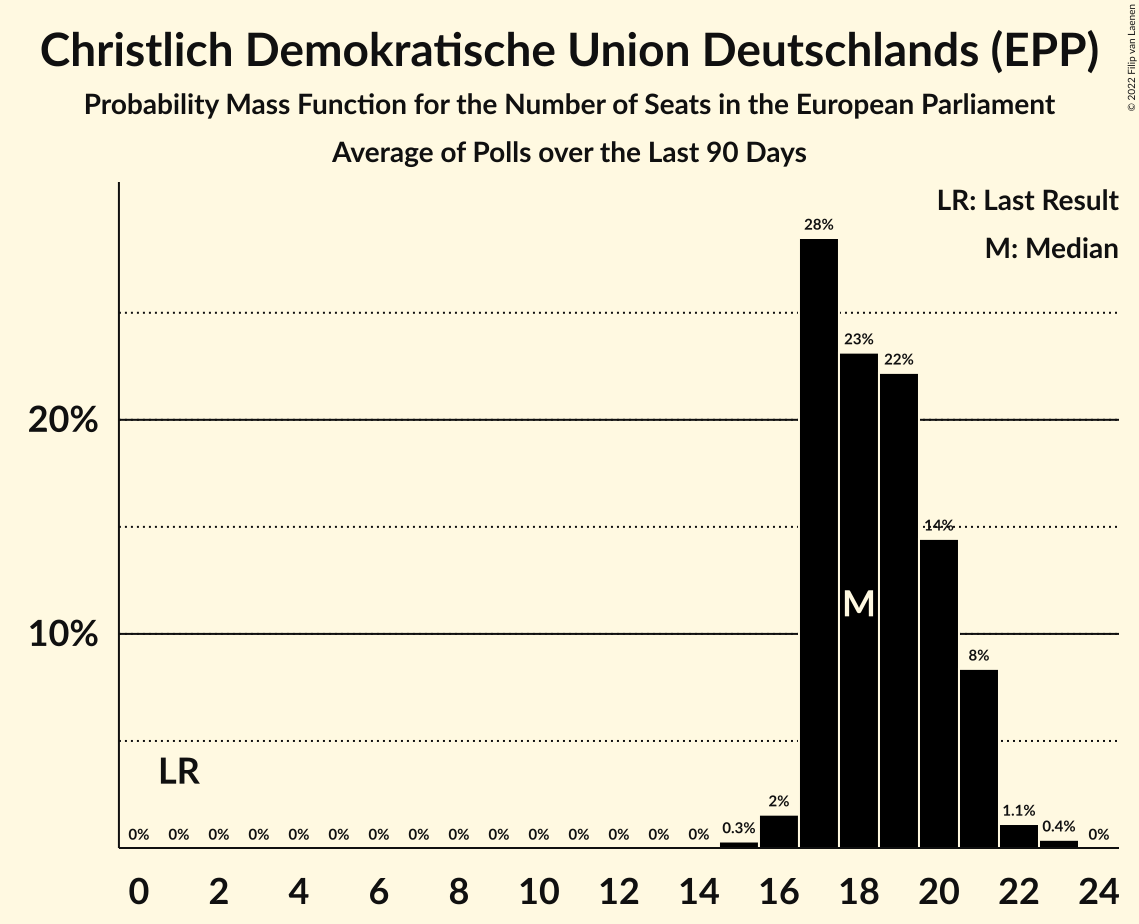 Christlich Demokratische Union Deutschlands (EPP)
Probability Mass Function for the Number of Seats in the European Parliament
Average of Polls over the Last 90 Days
© 2022 Filip van Laenen
LR: Last Result
M: Median
28%
23%
22%
20%
14%
M
10%
8%
LR
2%
1.1%
0% 0% 0% 0% 0% 0% 0% 0% 0% 0% 0% 0% 0% 0% 0% 0.3% 0.4% 0%
0 2 4 6 8 10 12 14 16 18 20 22 24